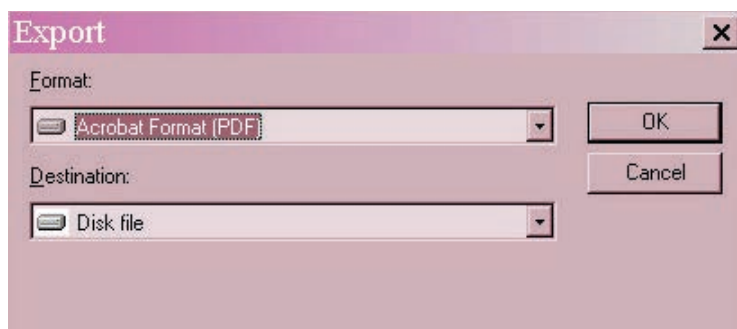 Export
Format:
Acrobat Format (PDF)
OK
Destination:
Cancel
Disk file